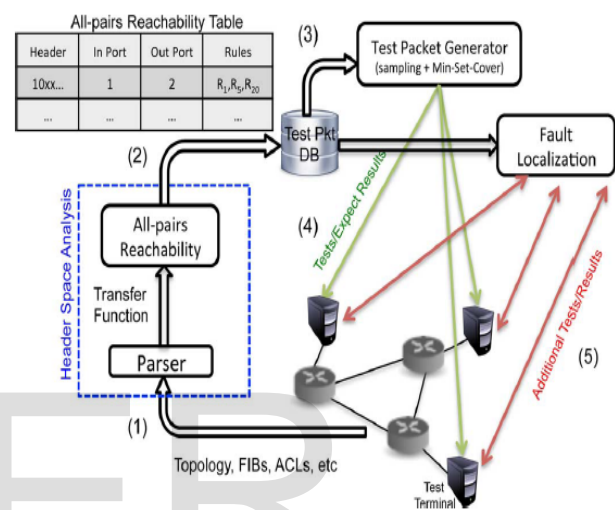 All-pairs Reachability Table
Header In Port Out Port Rules
10xx... 1 2 R1,R5,R20
... ... ... ...
(3)
Test Packet Generator
(sampling + Min-Set-Cover)
(2)
Test Pkt
DB
Fault
Localization
Header Space Analysis
All-pairs
Reachability
Transfer
Function
Parser
(4)
Tests/Expect Results
Additional Tests/Results
(5)
(1)
Topology, FIBs, ACLs, etc
Test
Terminal